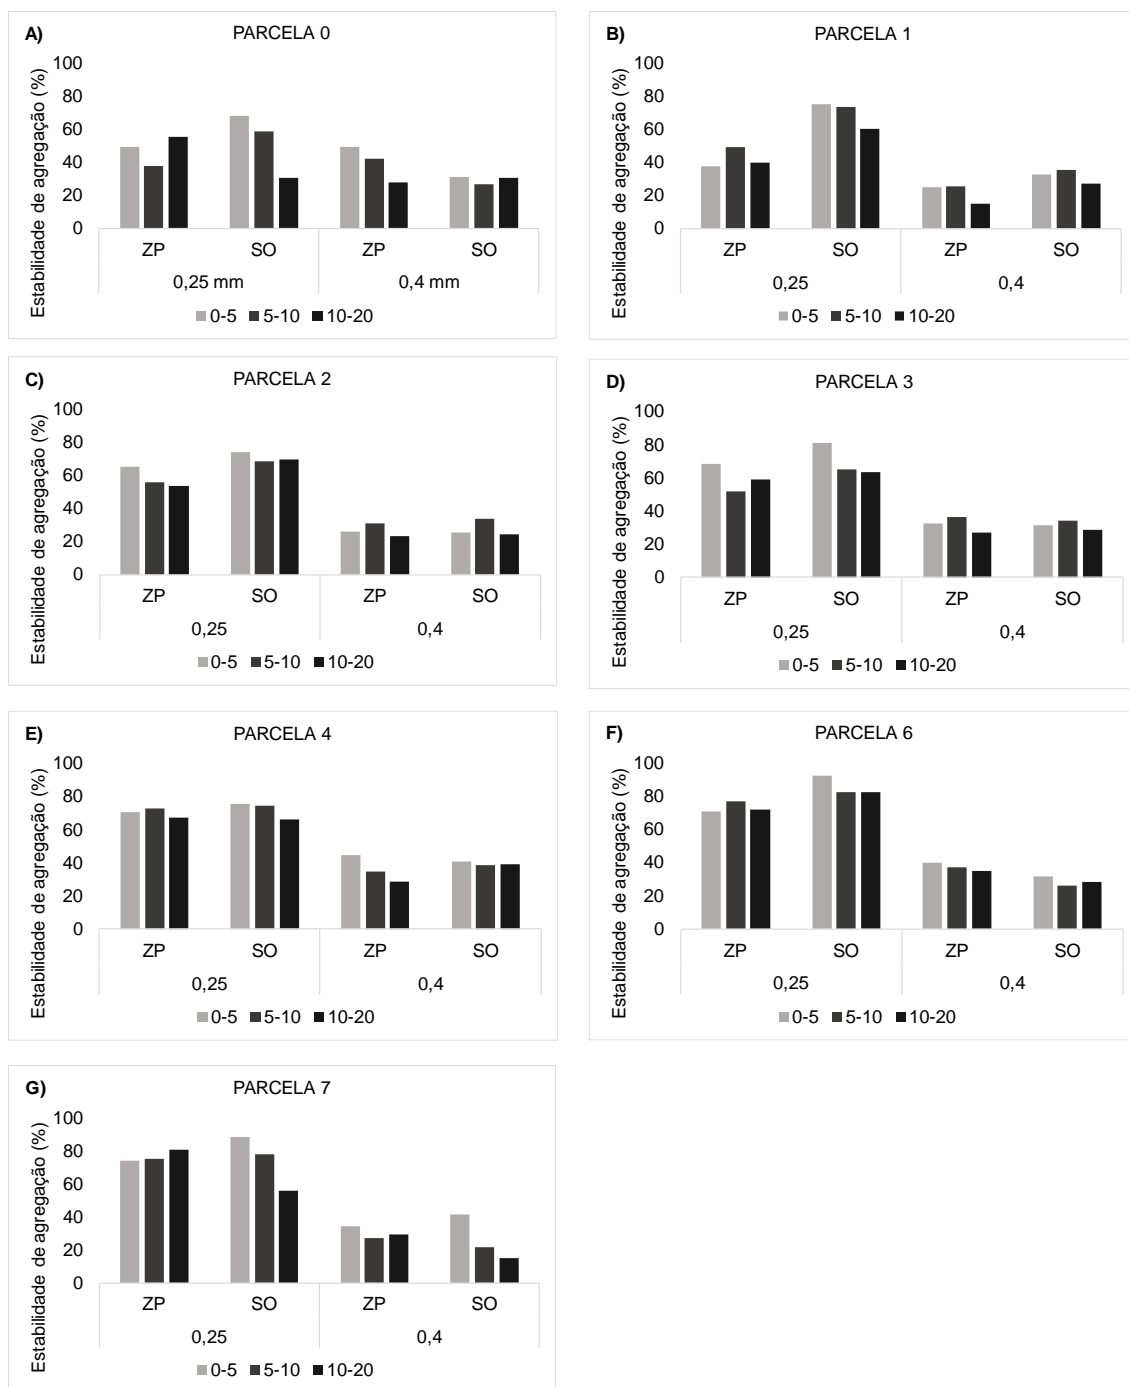 A)
PARCELA 0
Estabilidade de agregação (%)
100
80
60
40
20
0
ZP SO ZP SO
0,25 mm 0,4 mm
0-5 5-10 10-20
B)
PARCELA 1
Estabilidade de agregação (%)
100
80
60
40
20
0
ZP SO ZP SO
0,25 0,4
0-5 5-10 10-20
C)
PARCELA 2
Estabilidade de agregação (%)
100
80
60
40
20
0
ZP SO ZP SO
0,25 0,4
0-5 5-10 10-20
D)
PARCELA 3
Estabilidade de agregação (%)
100
80
60
40
20
0
ZP SO ZP SO
0,25 0,4
0-5 5-10 10-20
E)
PARCELA 4
Estabilidade de agregação (%)
100
80
60
40
20
0
ZP SO ZP SO
0,25 0,4
0-5 5-10 10-20
F)
PARCELA 6
Estabilidade de agregação (%)
100
80
60
40
20
0
ZP SO ZP SO
0,25 0,4
0-5 5-10 10-20
G)
PARCELA 7
Estabilidade de agregação (%)
100
80
60
40
20
0
ZP SO ZP SO
0,25 0,4
0-5 5-10 10-20